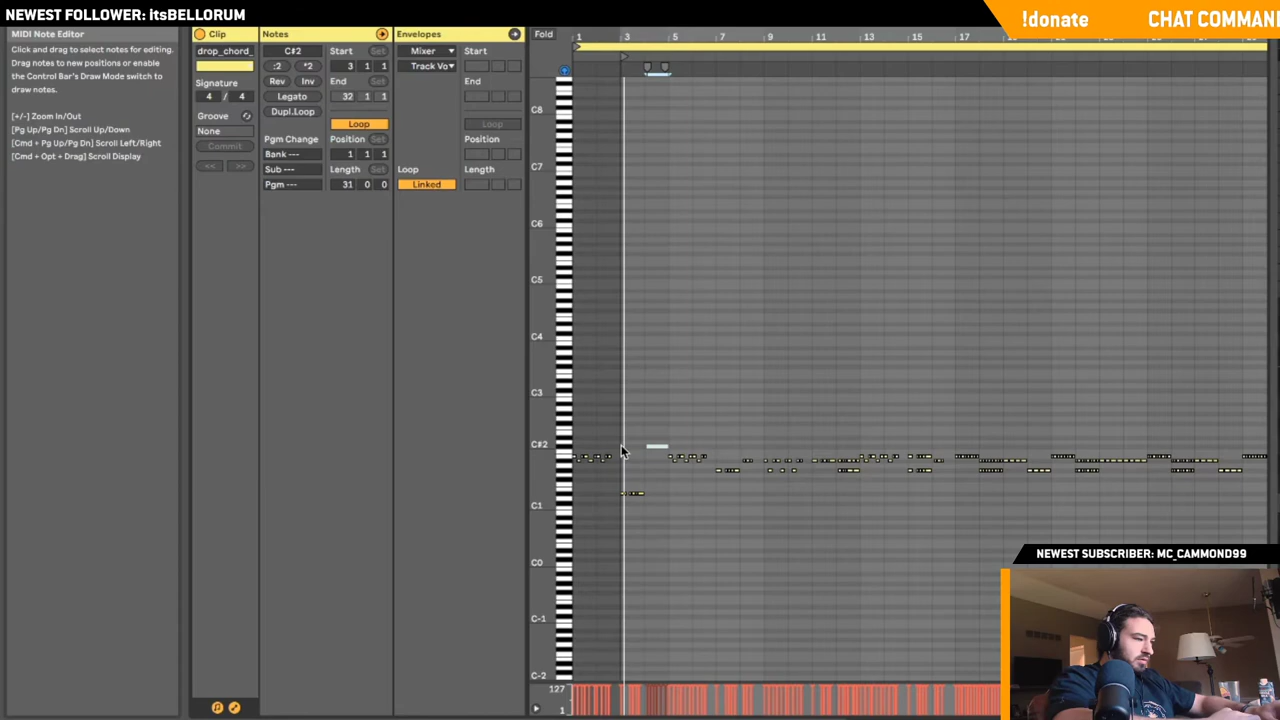 NEWEST FOLLOWER: itsBELLORUM
!donate
CHAT COMMAN
MIDI Note Editor
Click and drag to select notes for editing.
Drag notes to new positions or enable
the Control Bar's Draw Mode switch to
draw notes.
[+/-] Zoom In/Out
[Pg Up/Pg Dn] Scroll Up/Down
[Cmd + Pg Up/Pg Dn] Scroll Left/Right
[Cmd + Opt + Drag] Scroll Display
Clip
drop_chord_
Signature
4 / 4
Groove
None
Commit
<< >>
Notes
C#2
:2 *2
Rev Inv
Legato
Dupl.Loop
Pgm Change
Bank ---
Sub ---
Pgm ---
Start Set
3 1 1
End Set
32 1 1
Loop
Position Set
1 1 1
Length Set
31 0 0
Envelopes
Mixer
Track Vo
Loop
Linked
Start
End
Loop
Position
Length
Fold
1 3 5 7 9 11 13 15 17
C8
C7
C6
C5
C4
C3
C#2
C1
C0
C-1
C-2
127
1
NEWEST SUBSCRIBER: MC_CAMMOND99